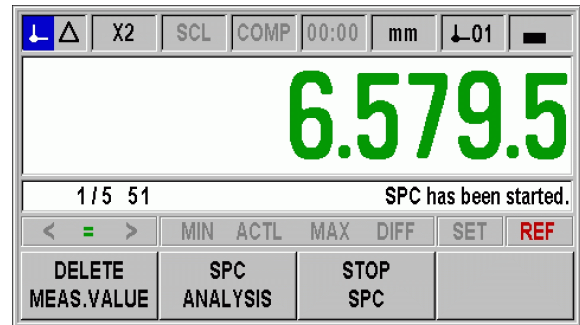 Δ X2 SCL COMP 00:00 mm 01
6.579.5
1/5 51 SPC has been started.
< = > MIN ACTL MAX DIFF SET REF
DELETE MEAS.VALUE
SPC ANALYSIS
STOP SPC